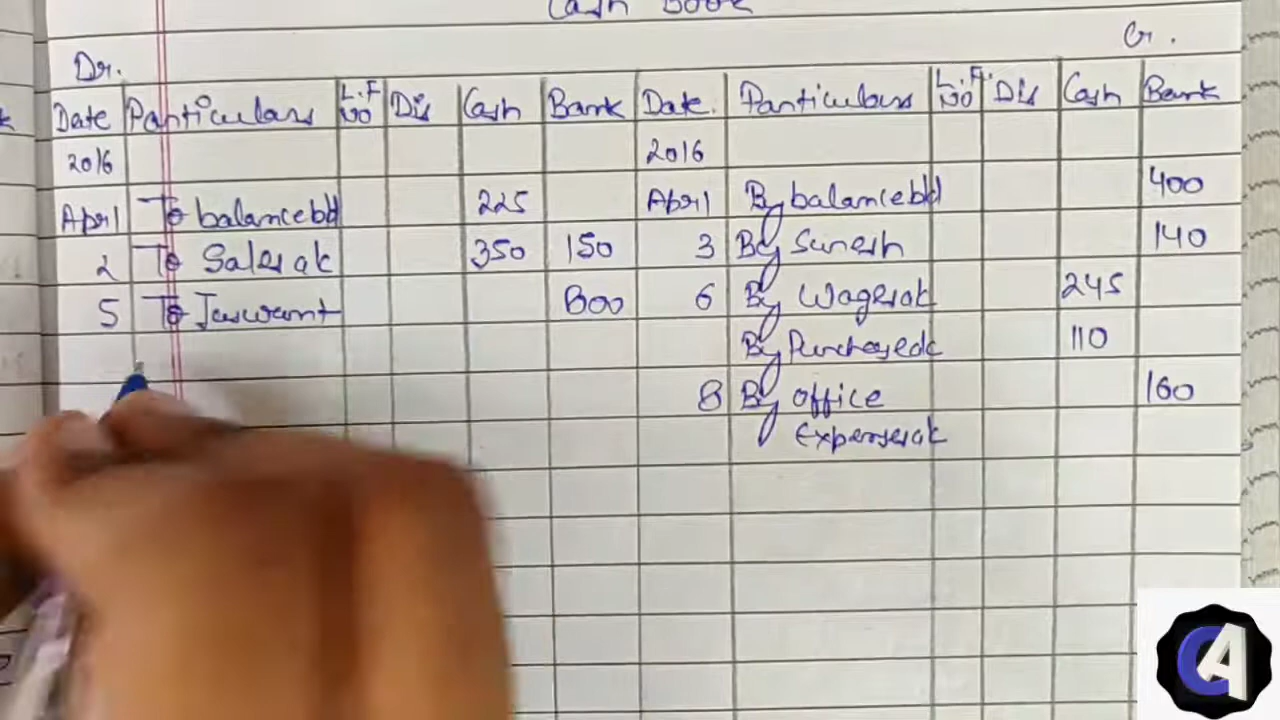 Cash Book
Dr. Cr.
Date Particulars L.F No Dis Cash Bank Date. Particulars L.F. No Dis Cash Bank
2016 2016
April To balance b/d 225 April By balance b/d 400
2 To Sales a/c 350 150 3 By Suresh 140
5 To Jaswant 800 6 By Wages a/c 245
By Purchase a/c 110
8 By office 160
Expenses a/c
CA